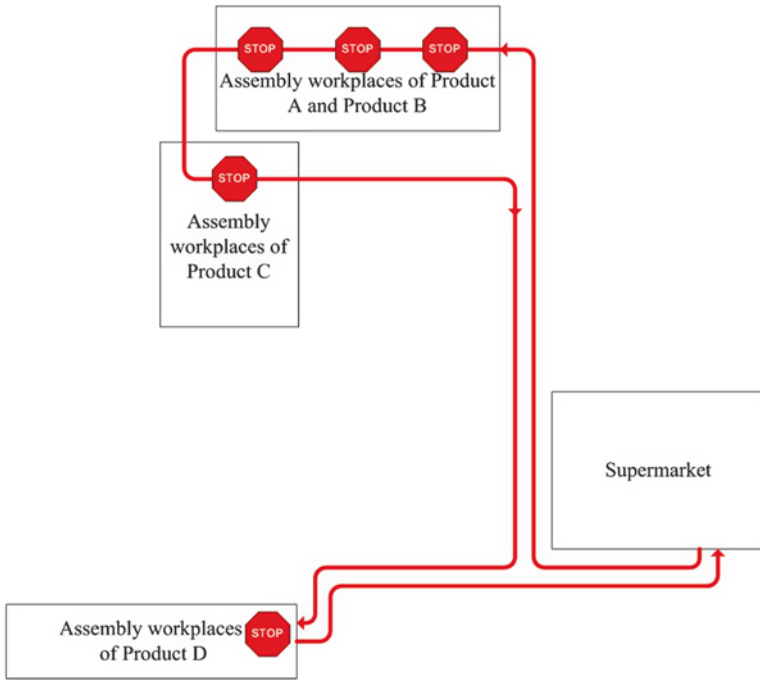 STOP STOP STOP
Assembly workplaces of Product
A and Product B
STOP
Assembly
workplaces of
Product C
Supermarket
Assembly workplaces
of Product D
STOP